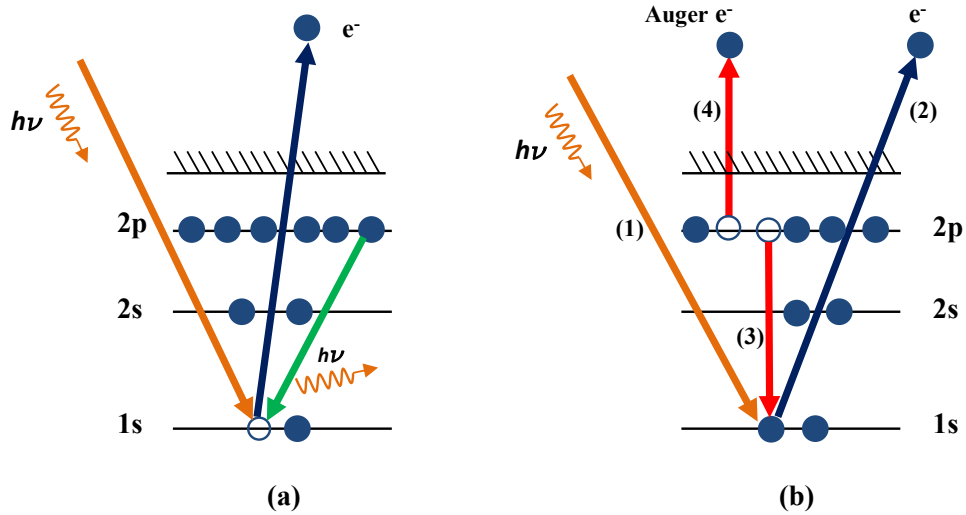 e-
hν
2p
2s
hν
1s
(a)
Auger e-
e-
(4)
(2)
hν
(1)
2p
2s
(3)
1s
(b)